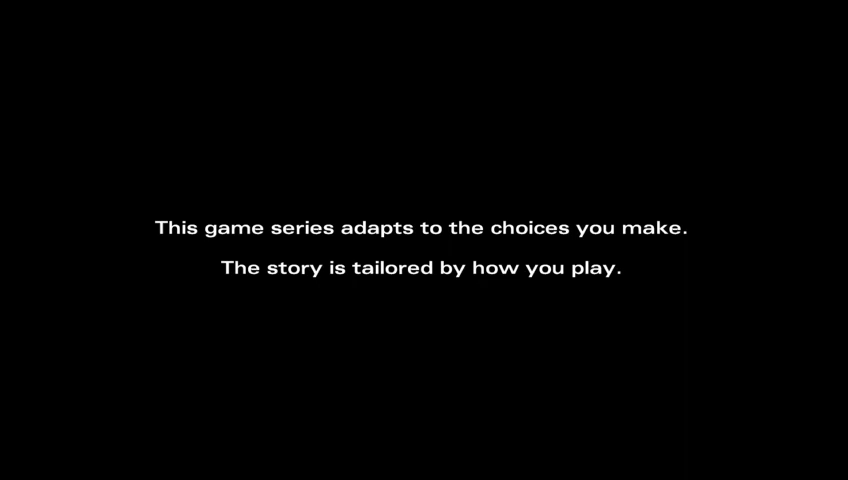 This game series adapts to the choices you make.
The story is tailored by how you play.